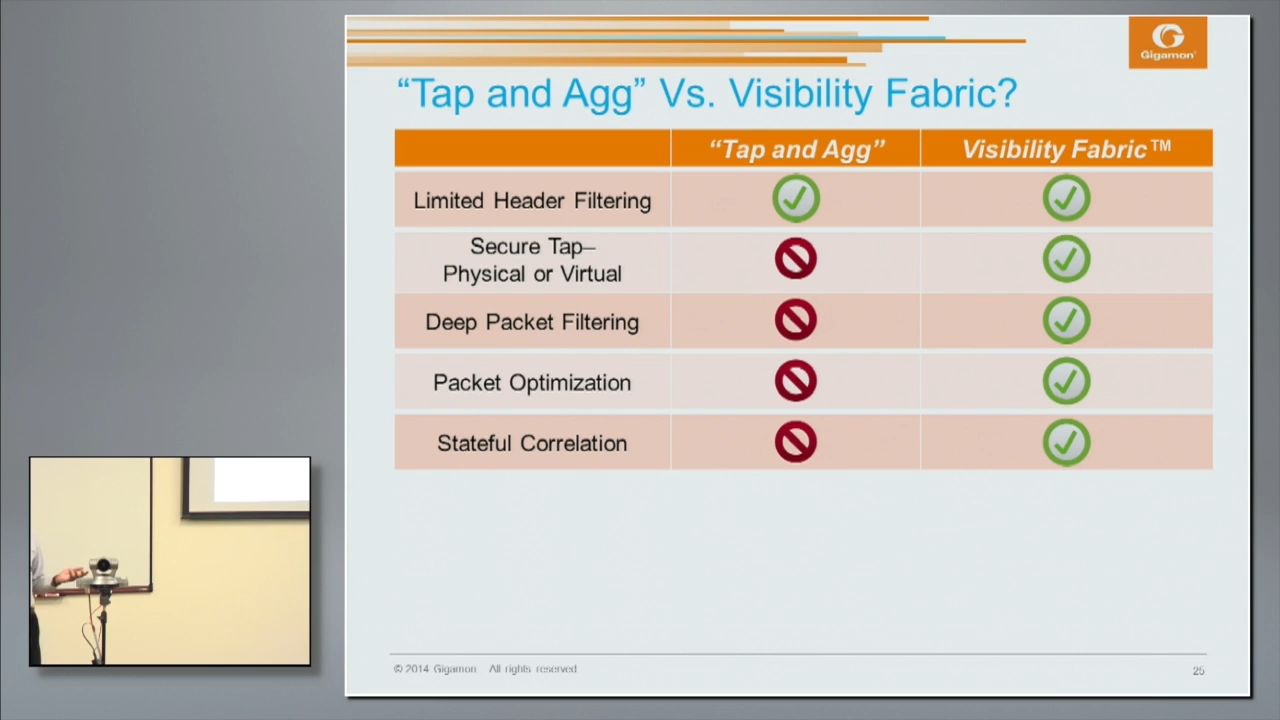 Gigamon®
“Tap and Agg” Vs. Visibility Fabric?
“Tap and Agg” Visibility Fabric™
Limited Header Filtering
Secure Tap–
Physical or Virtual
Deep Packet Filtering
Packet Optimization
Stateful Correlation
© 2014 Gigamon All rights reserved
25